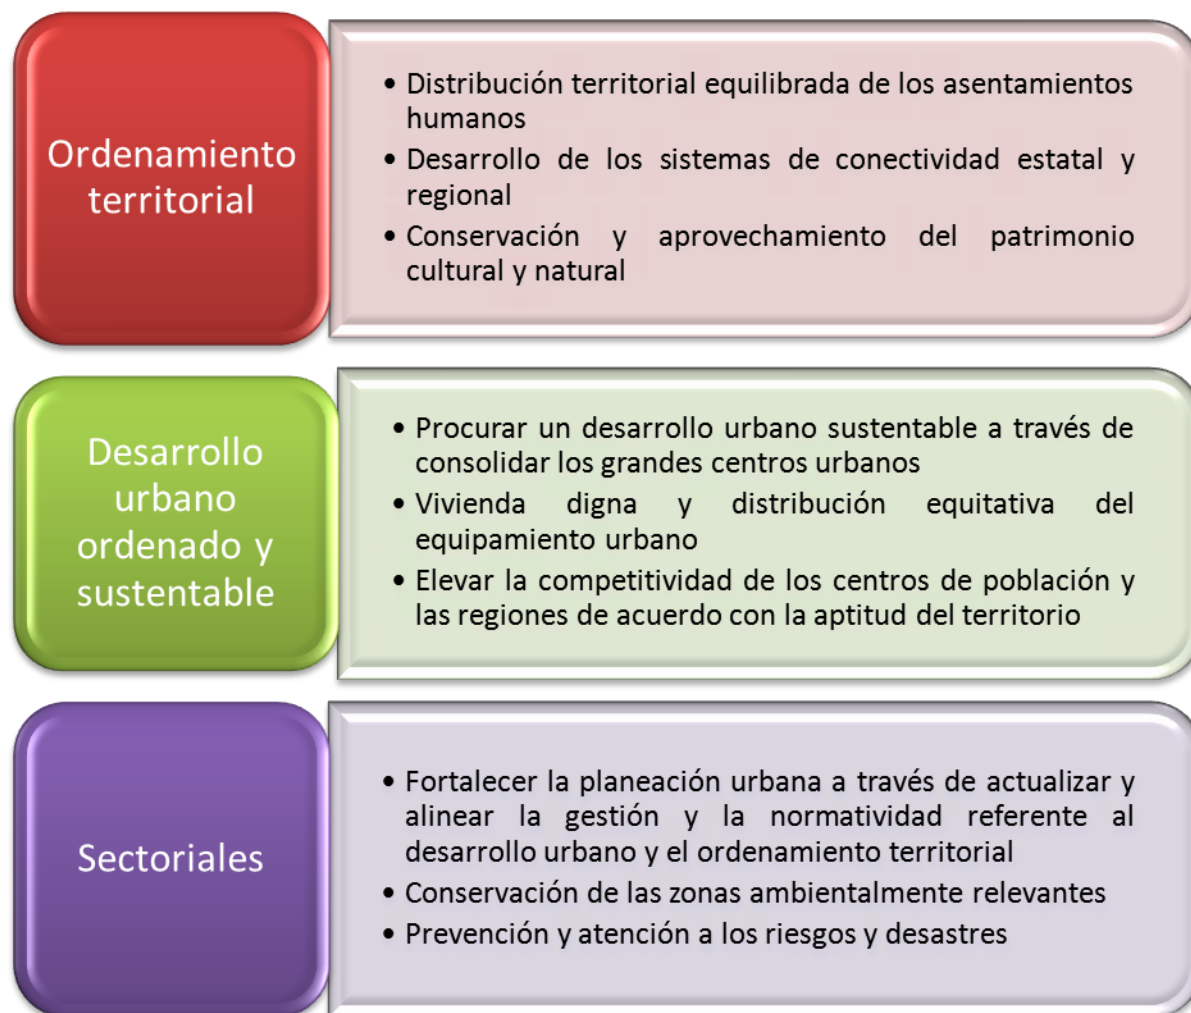 Ordenamiento
territorial
• Distribución territorial equilibrada de los asentamientos
humanos
• Desarrollo de los sistemas de conectividad estatal y
regional
• Conservación y aprovechamiento del patrimonio
cultural y natural
Desarrollo
urbano
ordenado y
sustentable
• Procurar un desarrollo urbano sustentable a través de
consolidar los grandes centros urbanos
• Vivienda digna y distribución equitativa del
equipamiento urbano
• Elevar la competitividad de los centros de población y
las regiones de acuerdo con la aptitud del territorio
Sectoriales
• Fortalecer la planeación urbana a través de actualizar y
alinear la gestión y la normatividad referente al
desarrollo urbano y el ordenamiento territorial
• Conservación de las zonas ambientalmente relevantes
• Prevención y atención a los riesgos y desastres